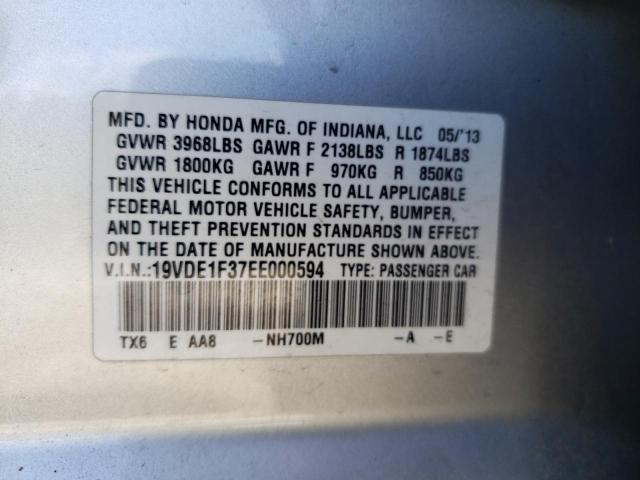 MFD. BY HONDA MFG. OF INDIANA, LLC 05/'13
GVWR 3968LBS GAWR F 2138LBS R 1874LBS
GVWR 1800KG GAWR F 970KG R 850KG
THIS VEHICLE CONFORMS TO ALL APPLICABLE
FEDERAL MOTOR VEHICLE SAFETY, BUMPER,
AND THEFT PREVENTION STANDARDS IN EFFECT
ON THE DATE OF MANUFACTURE SHOWN ABOVE.
V.I.N.:19VDE1F37EE000594 TYPE: PASSENGER CAR
TX6 E AA8 -NH700M -A -E